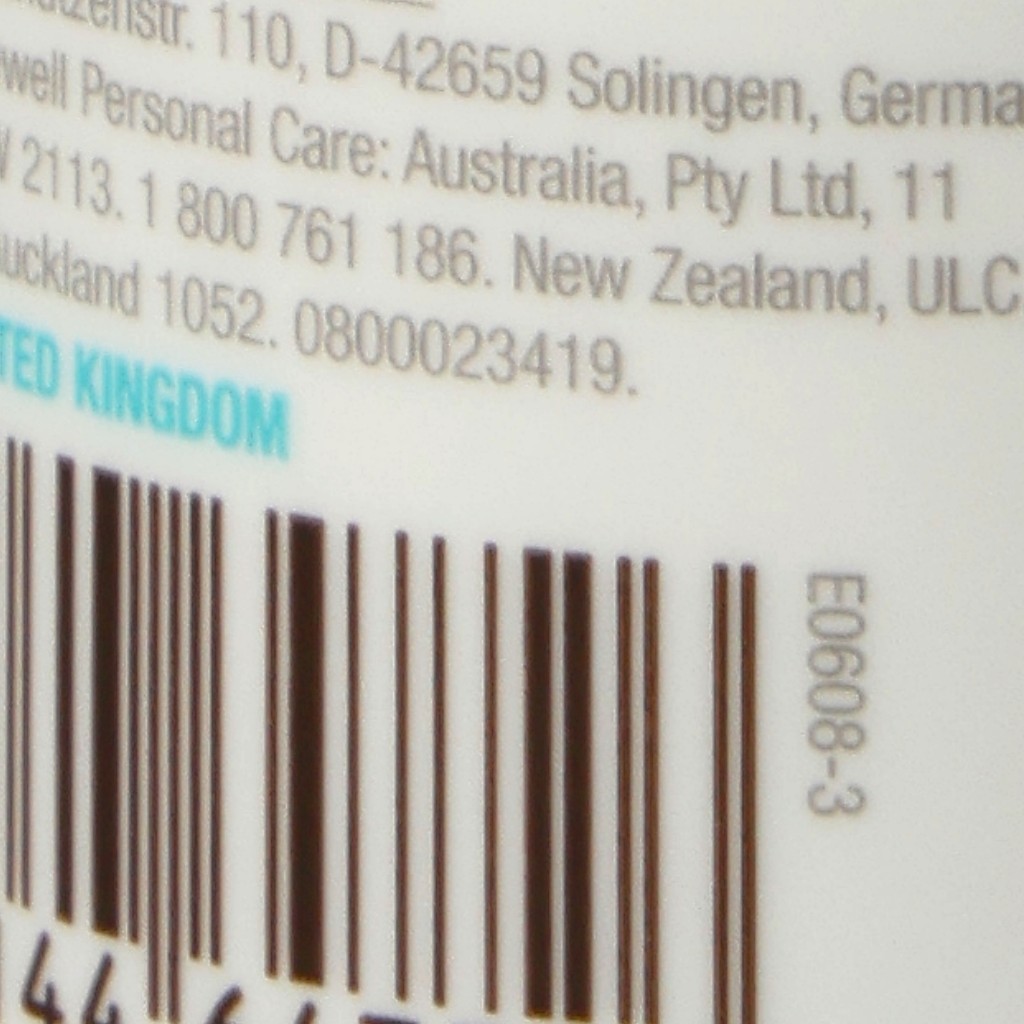 110, D-42659 Solingen, Germa
well Personal Care: Australia, Pty Ltd, 11
2113. 1 800 761 186. New Zealand, ULC
uckland 1052. 0800023419.
TED KINGDOM
E0608-3
44